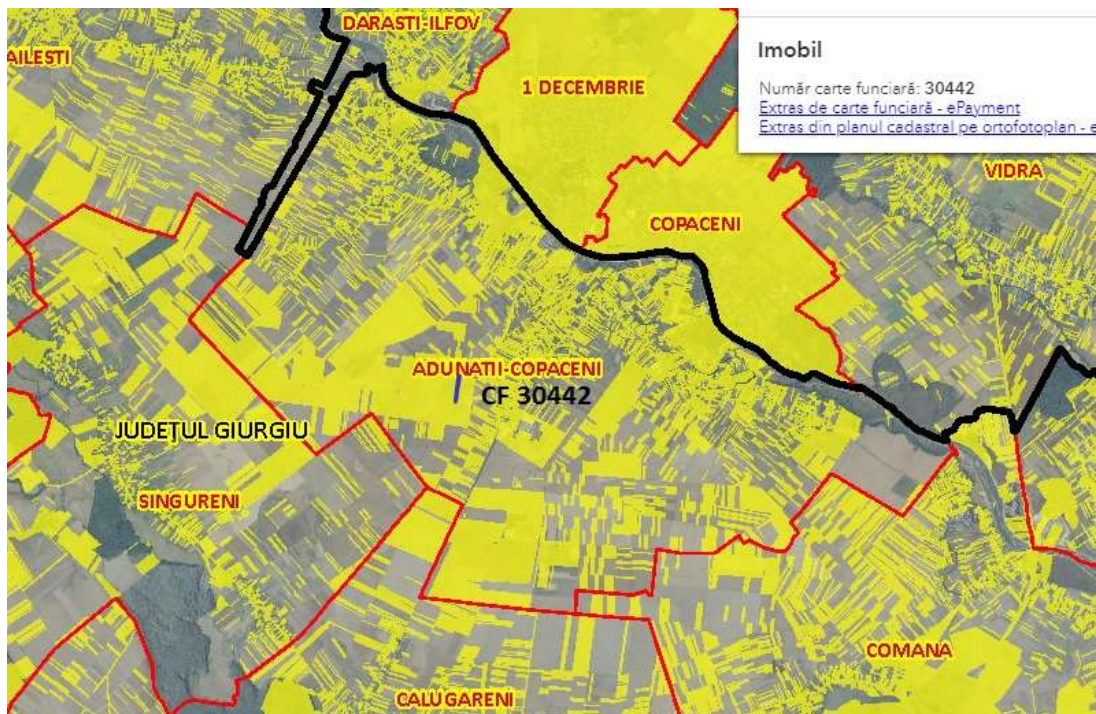 DARASTI-ILFOV
AILESTI
1 DECEMBRIE
Imobil
Număr carte funciară: 30442
Extras de carte funciară - ePayment
Extras din planul cadastral pe ortofotoplan - e
VIDRA
COPACENI
ADUNATII-COPACENI
CF 30442
JUDEŢUL GIURGIU
SINGURENI
COMANA
CALUGARENI